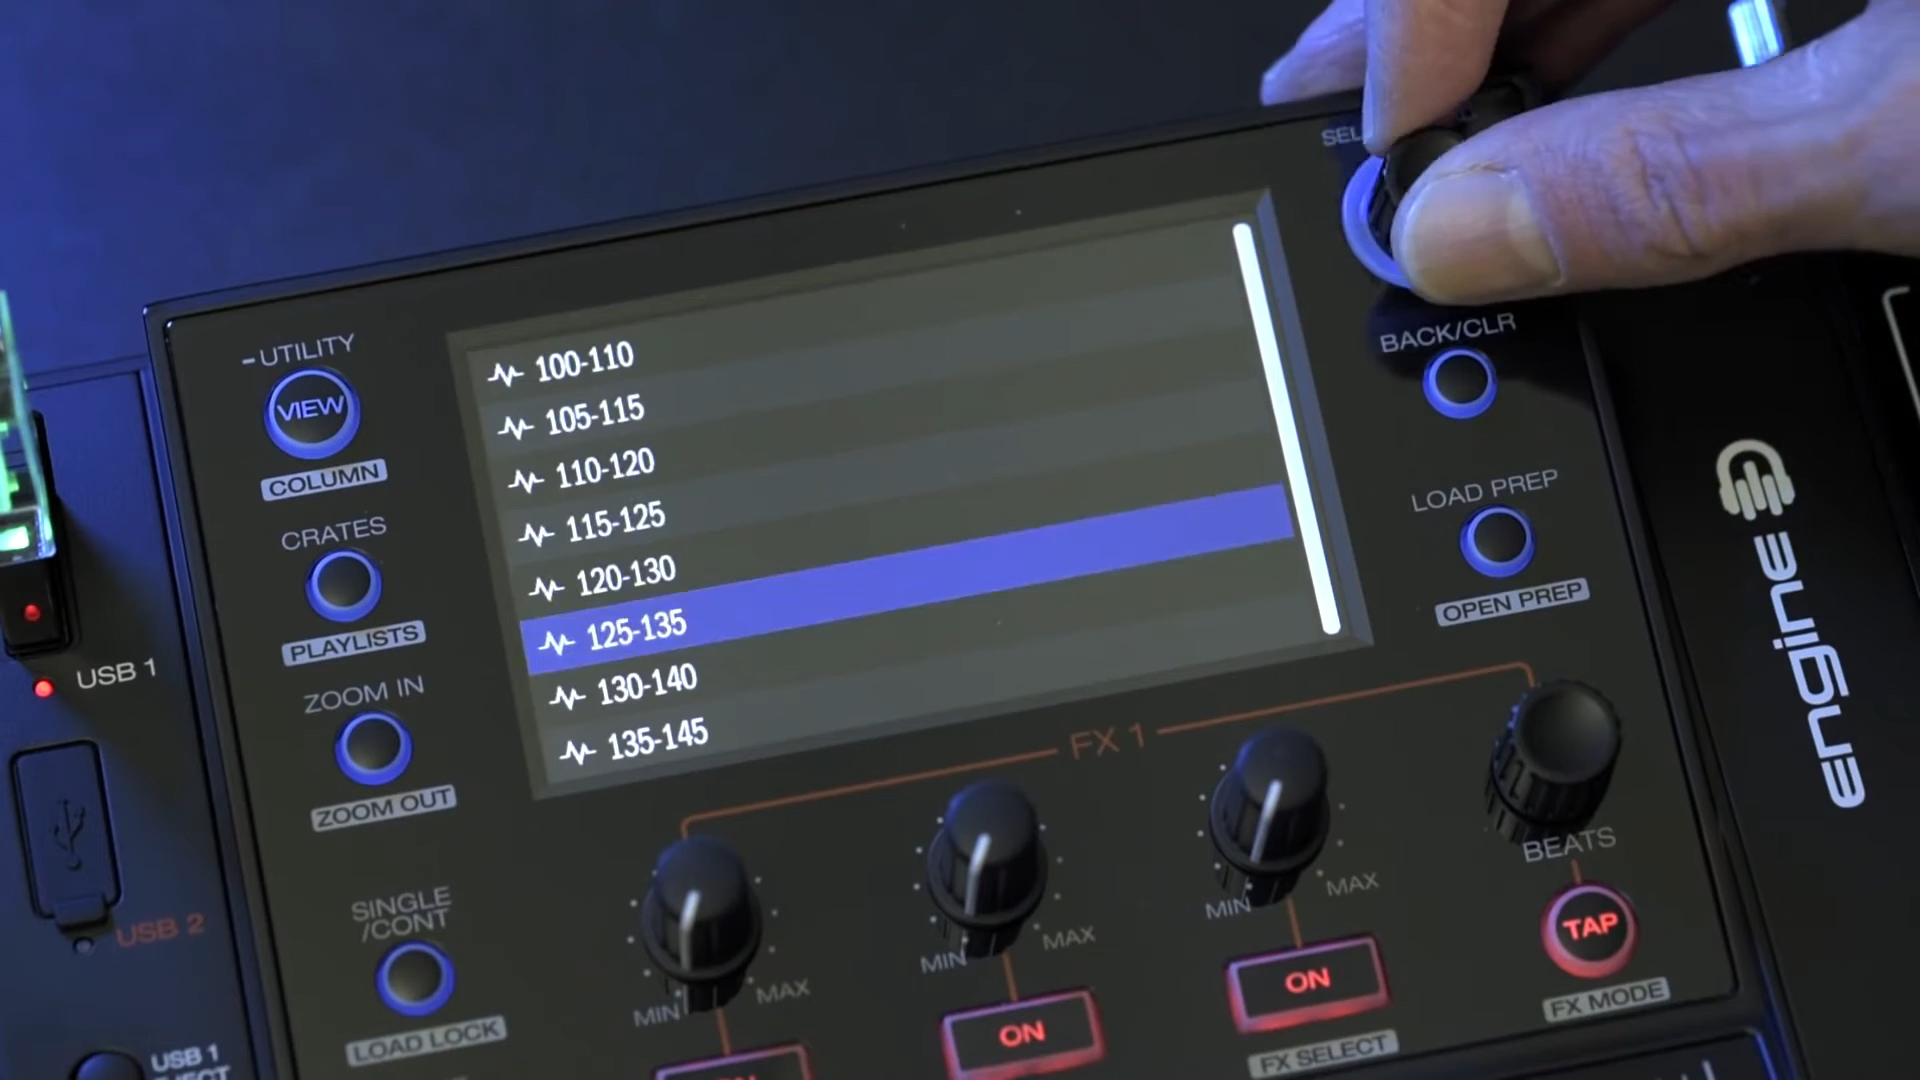 SEL
- UTILITY
VIEW
COLUMN
CRATES
PLAYLISTS
ZOOM IN
ZOOM OUT
SINGLE
/CONT
LOAD LOCK
USB 1
USB 2
USB 1
100-110
105-115
110-120
115-125
120-130
125-135
130-140
135-145
BACK/CLR
LOAD PREP
OPEN PREP
engine
FX 1
MIN
MAX
MIN
MAX
MIN
MAX
BEATS
TAP
FX MODE
ON
ON
FX SELECT